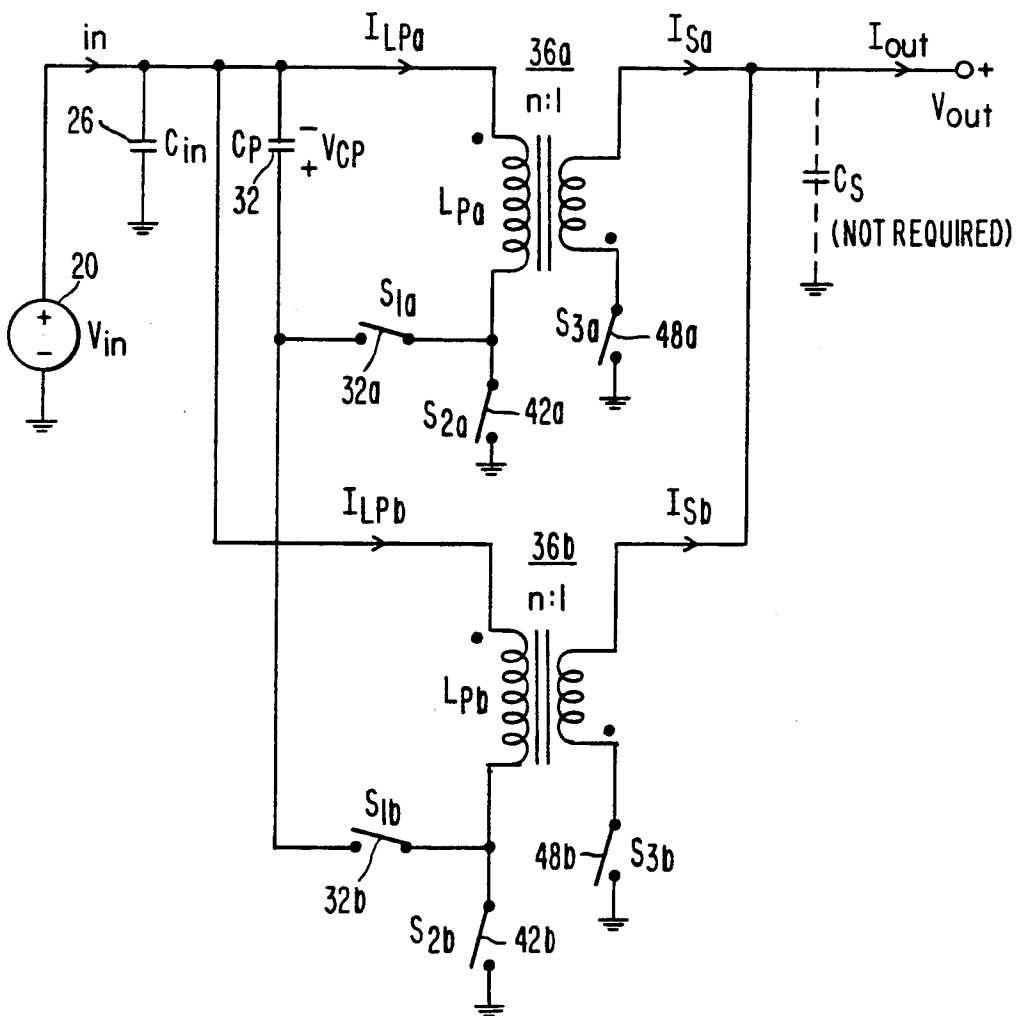 in
I_LPa
36a
n:1
I_Sa
I_out
+
V_out
26
C_in
C_P
−
+
V_CP
32
L_Pa
C_S
(NOT REQUIRED)
20
+
−
V_in
S_1a
32a
S_3a
48a
S_2a
42a
I_LPb
36b
n:1
I_Sb
L_Pb
S_1b
32b
48b
S_3b
S_2b
42b